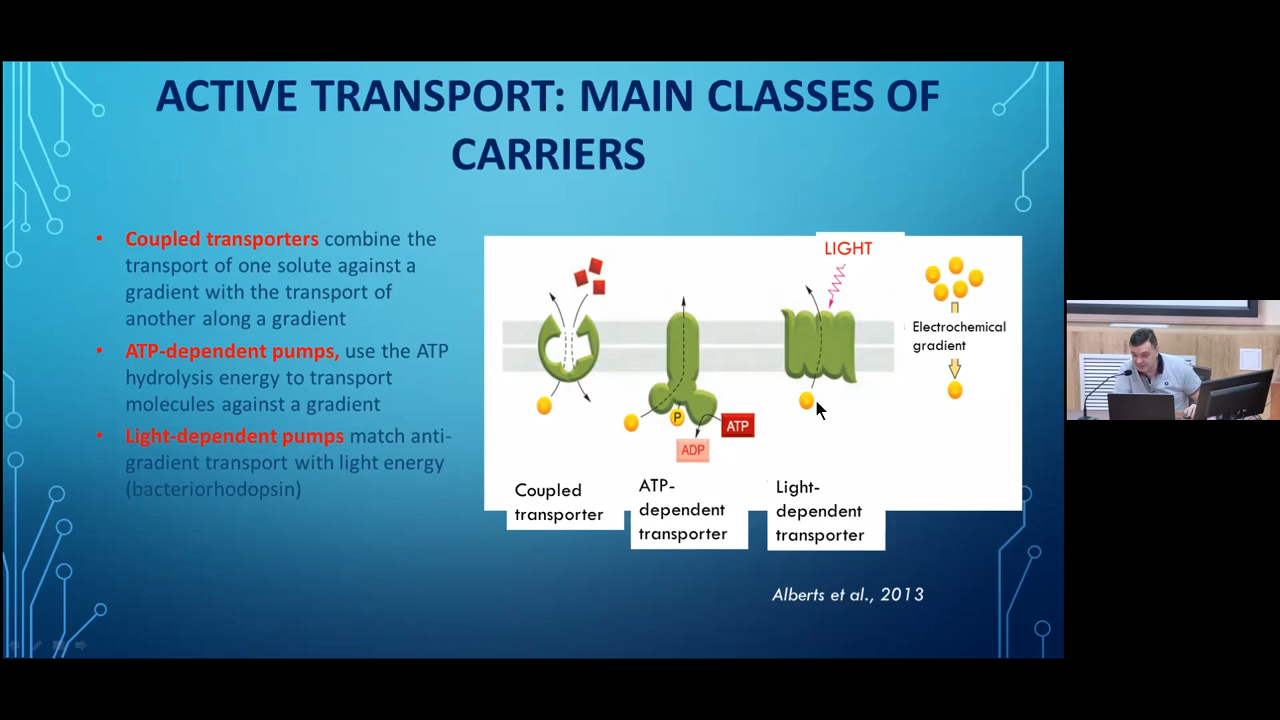 ACTIVE TRANSPORT: MAIN CLASSES OF
CARRIERS
• Coupled transporters combine the
transport of one solute against a
gradient with the transport of
another along a gradient
• ATP-dependent pumps, use the ATP
hydrolysis energy to transport
molecules against a gradient
• Light-dependent pumps match anti-
gradient transport with light energy
(bacteriorhodopsin)
LIGHT
Electrochemical
gradient
P
ATP
ADP
Coupled
transporter
ATP-
dependent
transporter
Light-
dependent
transporter
Alberts et al., 2013